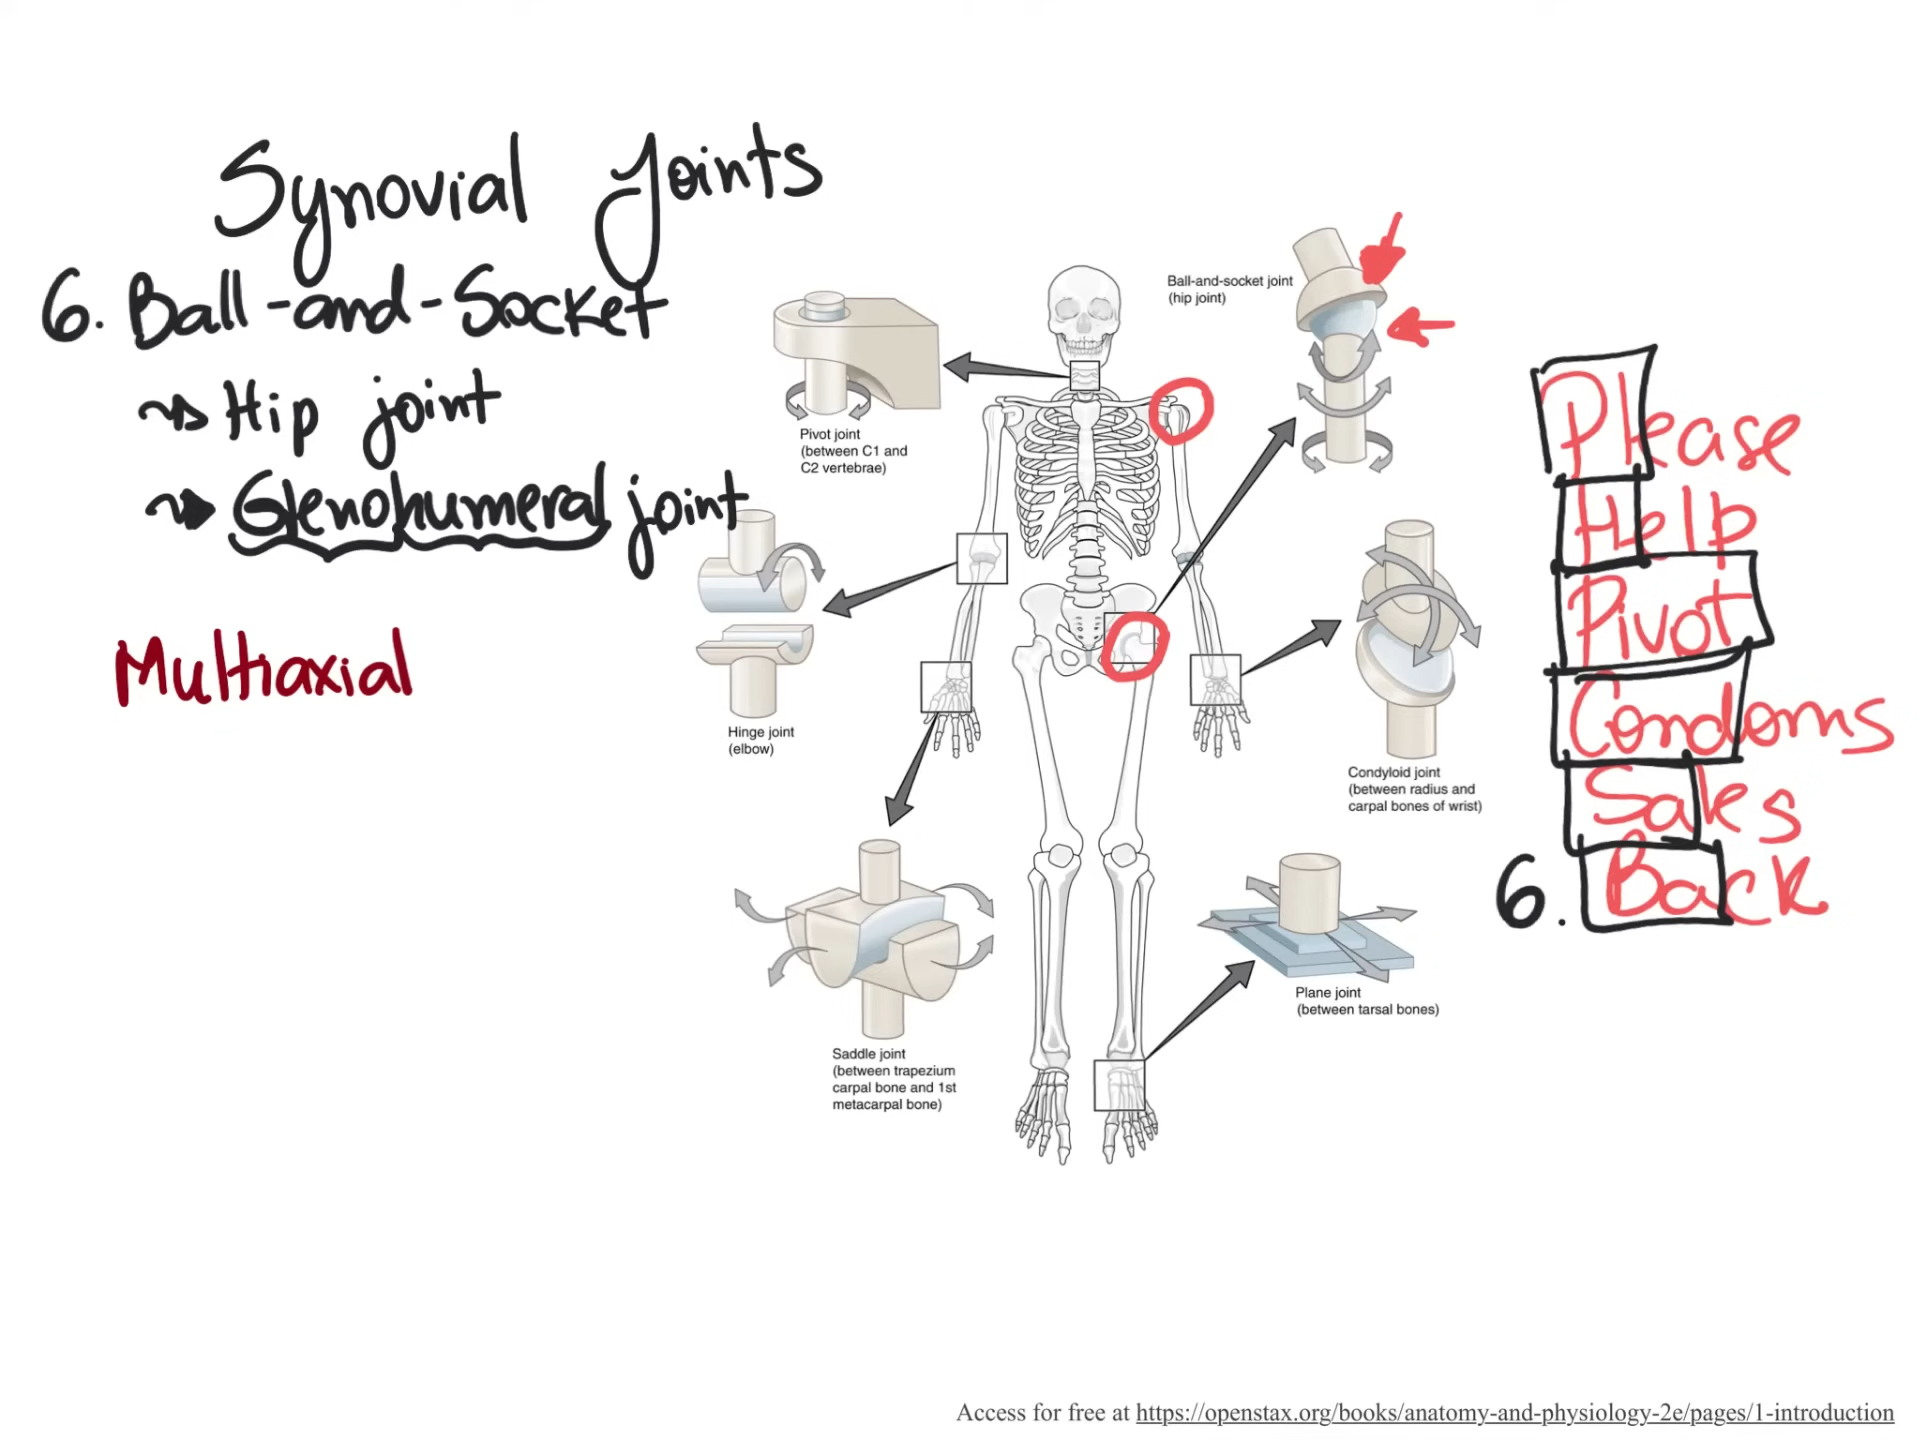 Synovial Joints
6. Ball-and-Socket
Hip joint
Glenohumeral joint
Multiaxial
Ball-and-socket joint
(hip joint)
Pivot joint
(between C1 and
C2 vertebrae)
Hinge joint
(elbow)
Condyloid joint
(between radius and
carpal bones of wrist)
Saddle joint
(between trapezium
carpal bone and 1st
metacarpal bone)
Plane joint
(between tarsal bones)
Please
Help
Pivot
Condoms
Sales
6. Back
Access for free at https://openstax.org/books/anatomy-and-physiology-2e/pages/1-introduction